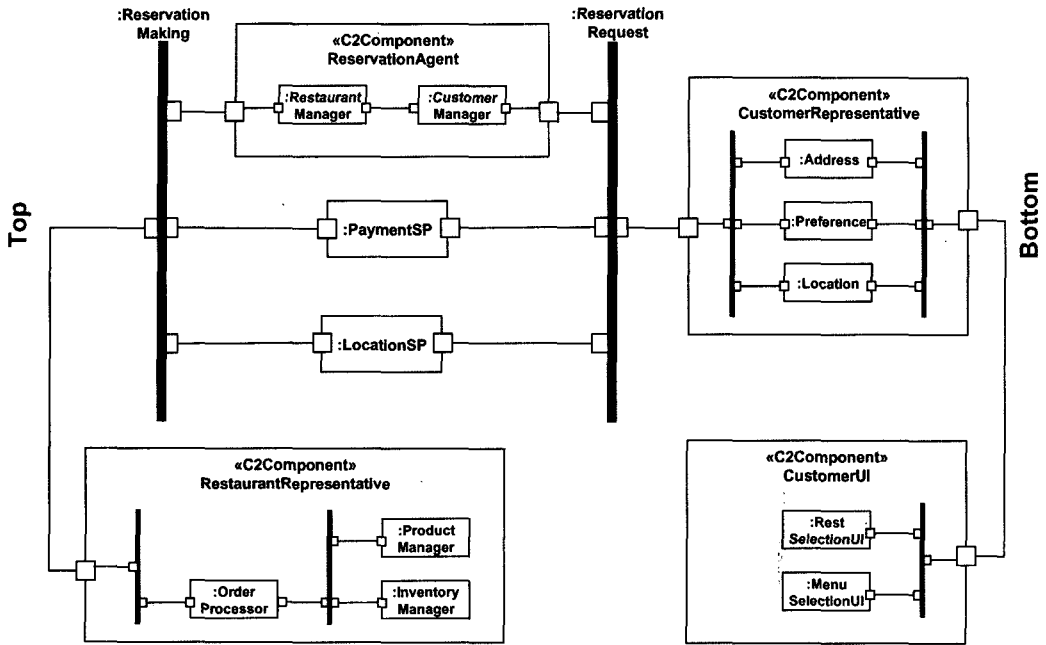 :Reservation
Making
:Reservation
Request
«C2Component»
ReservationAgent
:Restaurant
Manager
:Customer
Manager
«C2Component»
CustomerRepresentative
:Address
:Preference
:Location
Top
Bottom
:PaymentSP
:LocationSP
«C2Component»
RestaurantRepresentative
:Product
Manager
:Order
Processor
:Inventory
Manager
«C2Component»
CustomerUI
:Rest
SelectionUI
:Menu
SelectionUI